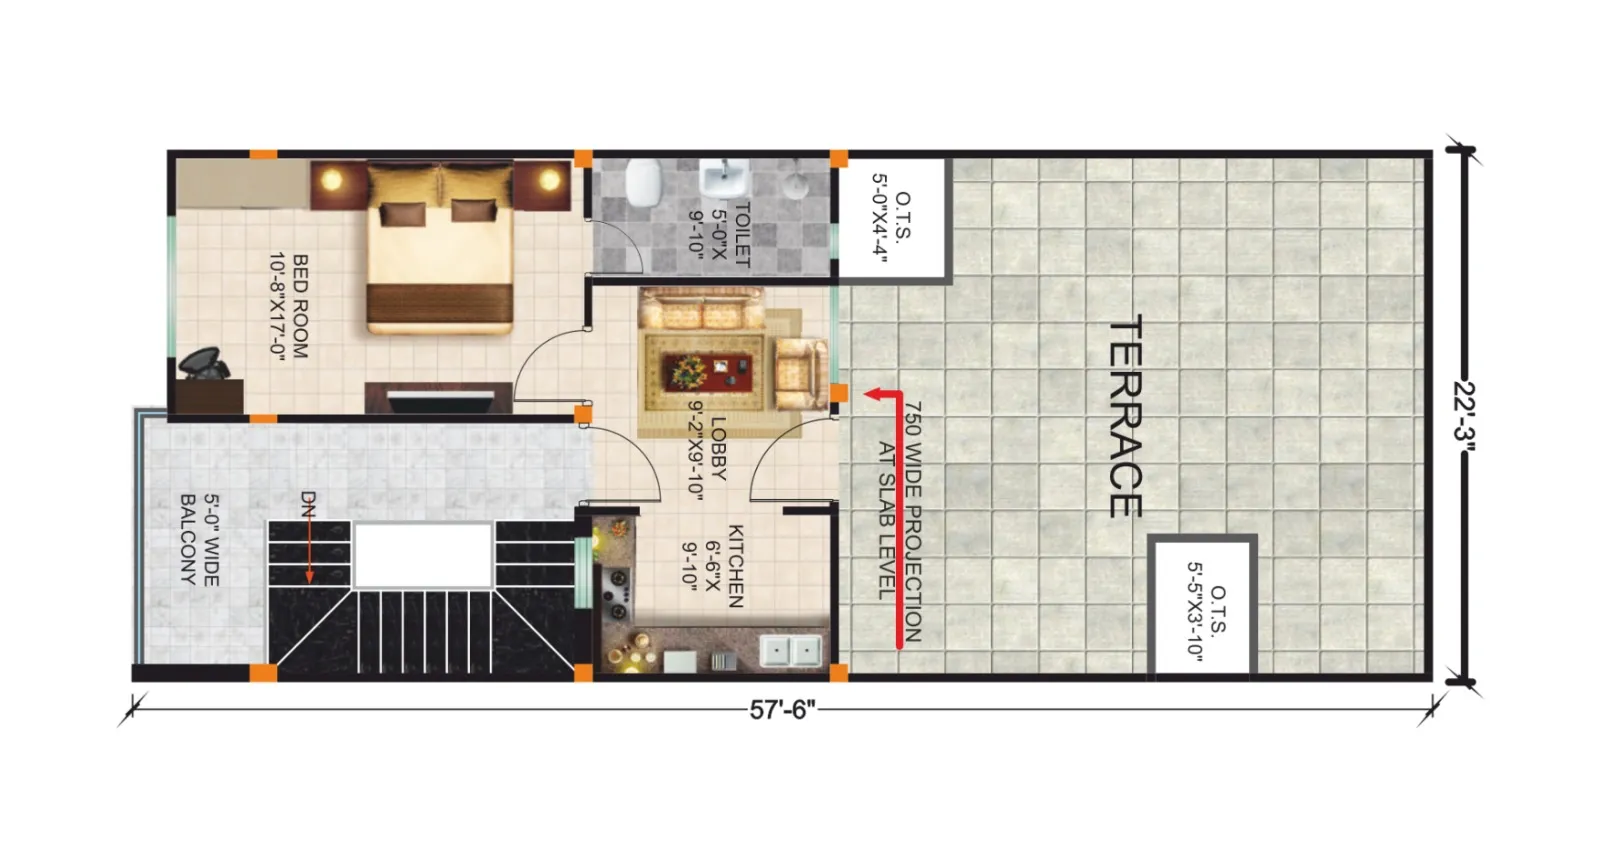 BED ROOM
10'-8"X17'-0"
TOILET
5'-0"X
9'-10"
O.T.S.
5'-0"X4'-4"
LOBBY
9'-2"X9'-10"
KITCHEN
6'-6"X
9'-10"
DN
5'-0" WIDE
BALCONY
750 WIDE PROJECTION
AT SLAB LEVEL
TERRACE
O.T.S.
5'-5"X3'-10"
22'-3"
57'-6"